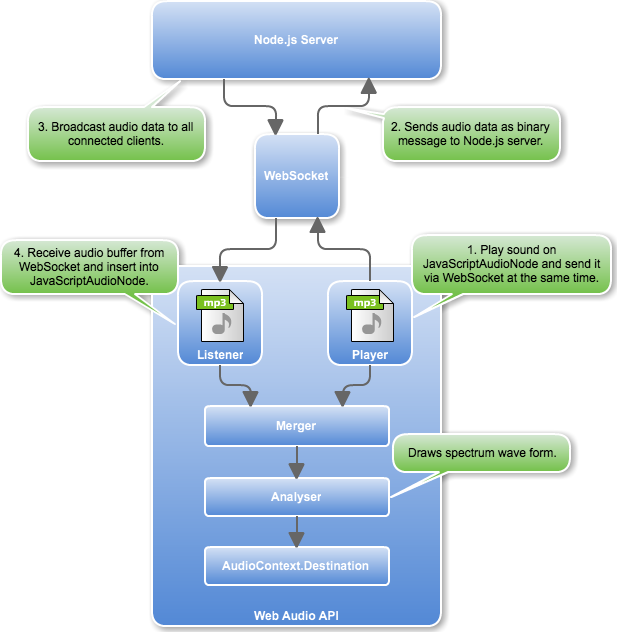 Node.js Server
3. Broadcast audio data to all
connected clients.
2. Sends audio data as binary
message to Node.js server.
WebSocket
4. Receive audio buffer from
WebSocket and insert into
JavaScriptAudioNode.
1. Play sound on
JavaScriptAudioNode and send it
via WebSocket at the same time.
mp3
Listener
mp3
Player
Merger
Draws spectrum wave form.
Analyser
AudioContext.Destination
Web Audio API